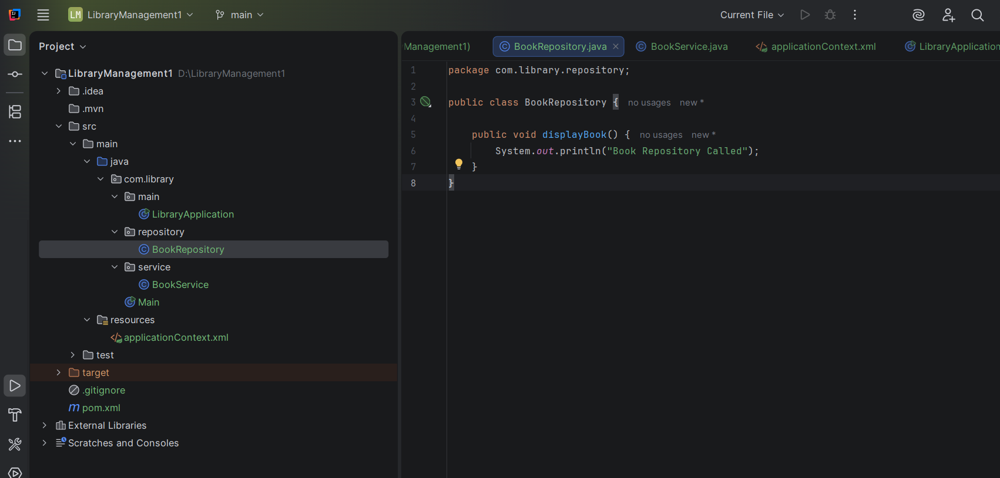 LM LibraryManagement1 main Current File
Project
LibraryManagement1 D:\LibraryManagement1
.idea
.mvn
src
main
java
com.library
main
LibraryApplication
repository
BookRepository
service
BookService
Main
resources
applicationContext.xml
test
target
.gitignore
pom.xml
External Libraries
Scratches and Consoles
Management1) BookRepository.java BookService.java applicationContext.xml LibraryApplication
1 package com.library.repository;
2
3 public class BookRepository { no usages new *
4
5 public void displayBook() { no usages new *
6 System.out.println("Book Repository Called");
7 }
8 }